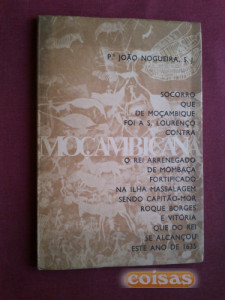 P.e JOÃO NOGUEIRA, S. J.
SOCORRO
QUE
DE MOÇAMBIQUE
FOI A S. LOURENÇO
CONTRA
MOÇAMBICANA
O REI ARRENEGADO
DE MOMBAÇA
FORTIFICADO
NA ILHA MASSALAGEM
SENDO CAPITÃO-MOR
ROQUE BORGES
E VITÓRIA
QUE DO REI
SE ALCANÇOU
ESTE ANO DE 1635
coisas